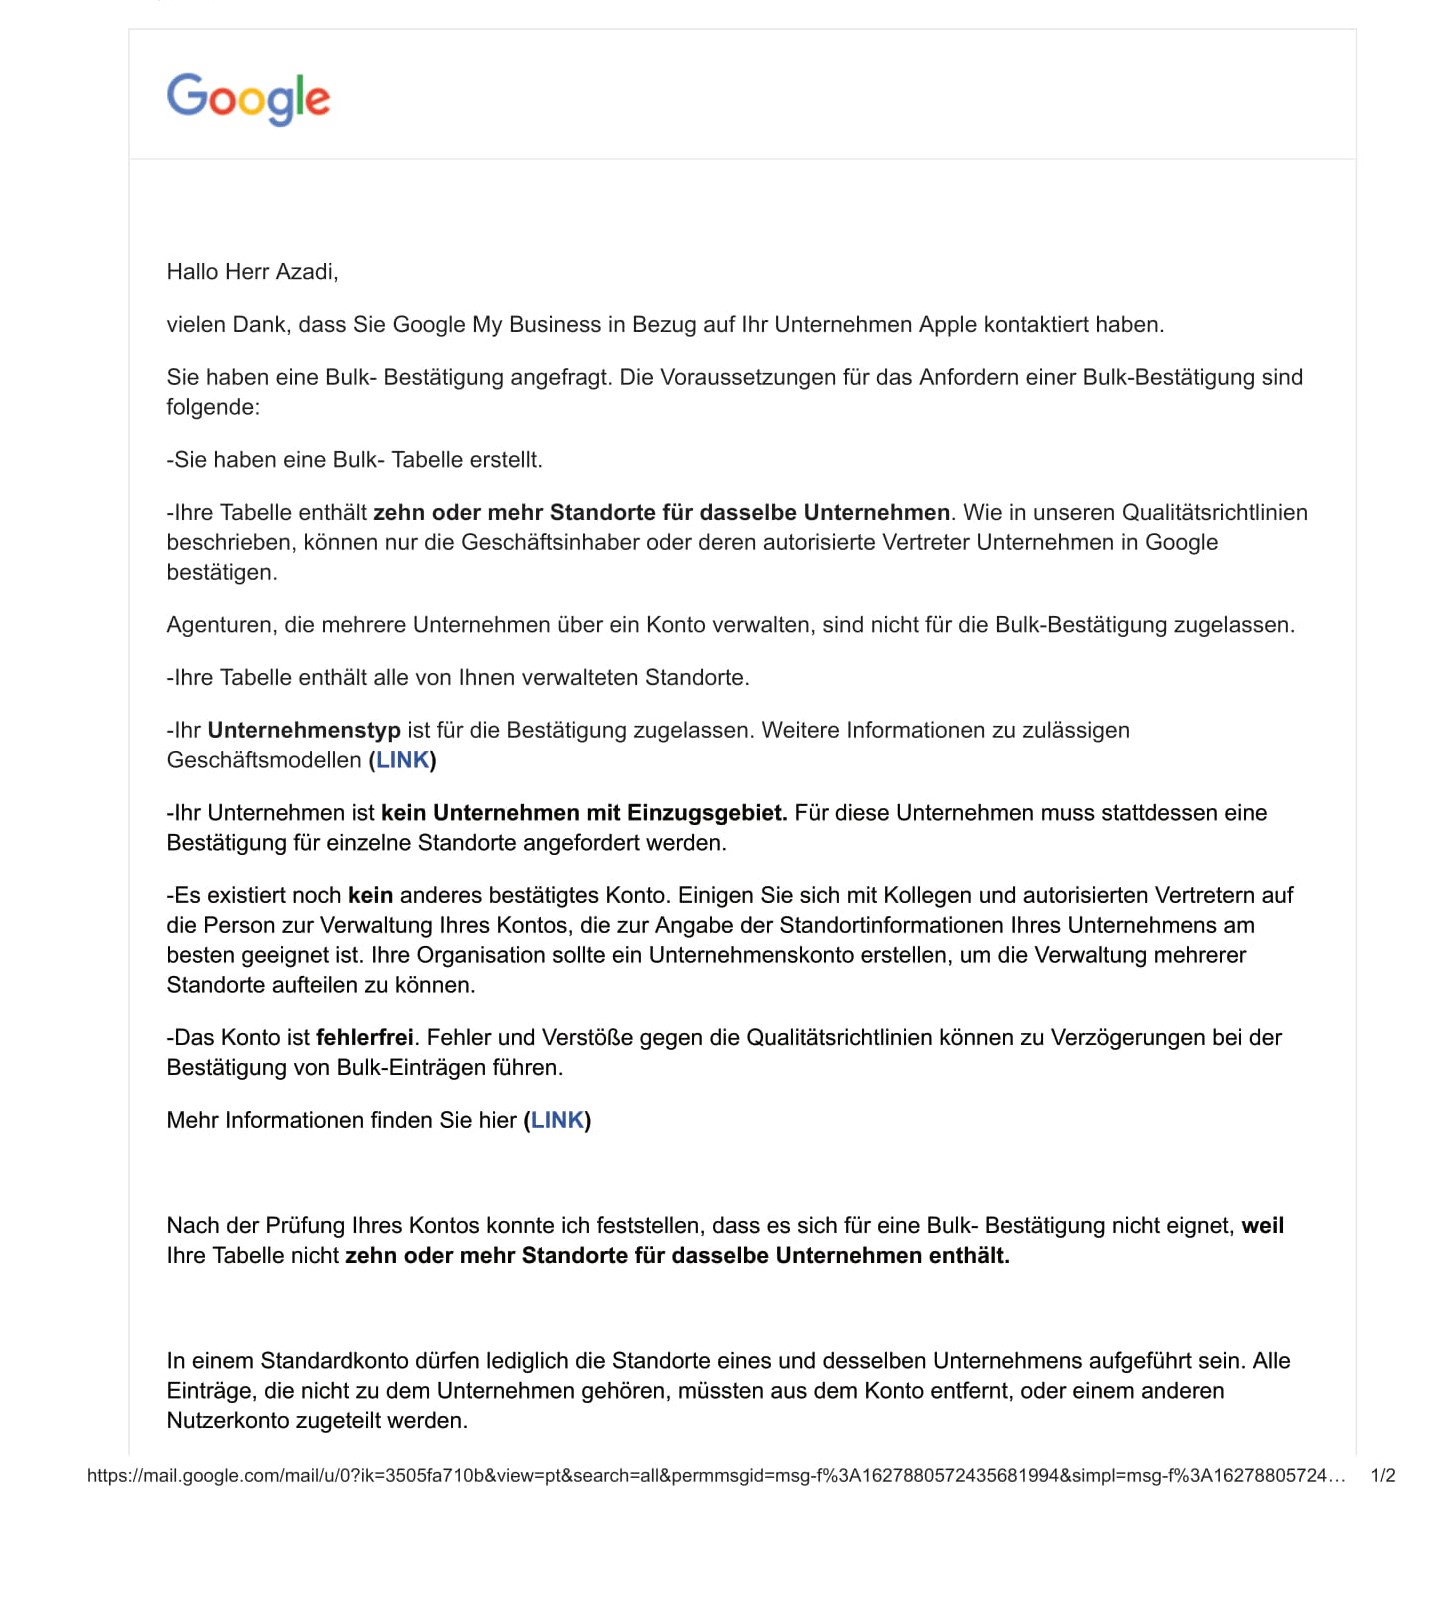 Google
Hallo Herr Azadi,
vielen Dank, dass Sie Google My Business in Bezug auf Ihr Unternehmen Apple kontaktiert haben.
Sie haben eine Bulk- Bestätigung angefragt. Die Voraussetzungen für das Anfordern einer Bulk-Bestätigung sind
folgende:
-Sie haben eine Bulk- Tabelle erstellt.
-Ihre Tabelle enthält zehn oder mehr Standorte für dasselbe Unternehmen. Wie in unseren Qualitätsrichtlinien
beschrieben, können nur die Geschäftsinhaber oder deren autorisierte Vertreter Unternehmen in Google
bestätigen.
Agenturen, die mehrere Unternehmen über ein Konto verwalten, sind nicht für die Bulk-Bestätigung zugelassen.
-Ihre Tabelle enthält alle von Ihnen verwalteten Standorte.
-Ihr Unternehmenstyp ist für die Bestätigung zugelassen. Weitere Informationen zu zulässigen
Geschäftsmodellen (LINK)
-Ihr Unternehmen ist kein Unternehmen mit Einzugsgebiet. Für diese Unternehmen muss stattdessen eine
Bestätigung für einzelne Standorte angefordert werden.
-Es existiert noch kein anderes bestätigtes Konto. Einigen Sie sich mit Kollegen und autorisierten Vertretern auf
die Person zur Verwaltung Ihres Kontos, die zur Angabe der Standortinformationen Ihres Unternehmens am
besten geeignet ist. Ihre Organisation sollte ein Unternehmenskonto erstellen, um die Verwaltung mehrerer
Standorte aufteilen zu können.
-Das Konto ist fehlerfrei. Fehler und Verstöße gegen die Qualitätsrichtlinien können zu Verzögerungen bei der
Bestätigung von Bulk-Einträgen führen.
Mehr Informationen finden Sie hier (LINK)
Nach der Prüfung Ihres Kontos konnte ich feststellen, dass es sich für eine Bulk- Bestätigung nicht eignet, weil
Ihre Tabelle nicht zehn oder mehr Standorte für dasselbe Unternehmen enthält.
In einem Standardkonto dürfen lediglich die Standorte eines und desselben Unternehmens aufgeführt sein. Alle
Einträge, die nicht zu dem Unternehmen gehören, müssten aus dem Konto entfernt, oder einem anderen
Nutzerkonto zugeteilt werden.
https://mail.google.com/mail/u/0?ik=3505fa710b&view=pt&search=all&permmsgid=msg-f%3A1627880572435681994&simpl=msg-f%3A16278805724… 1/2